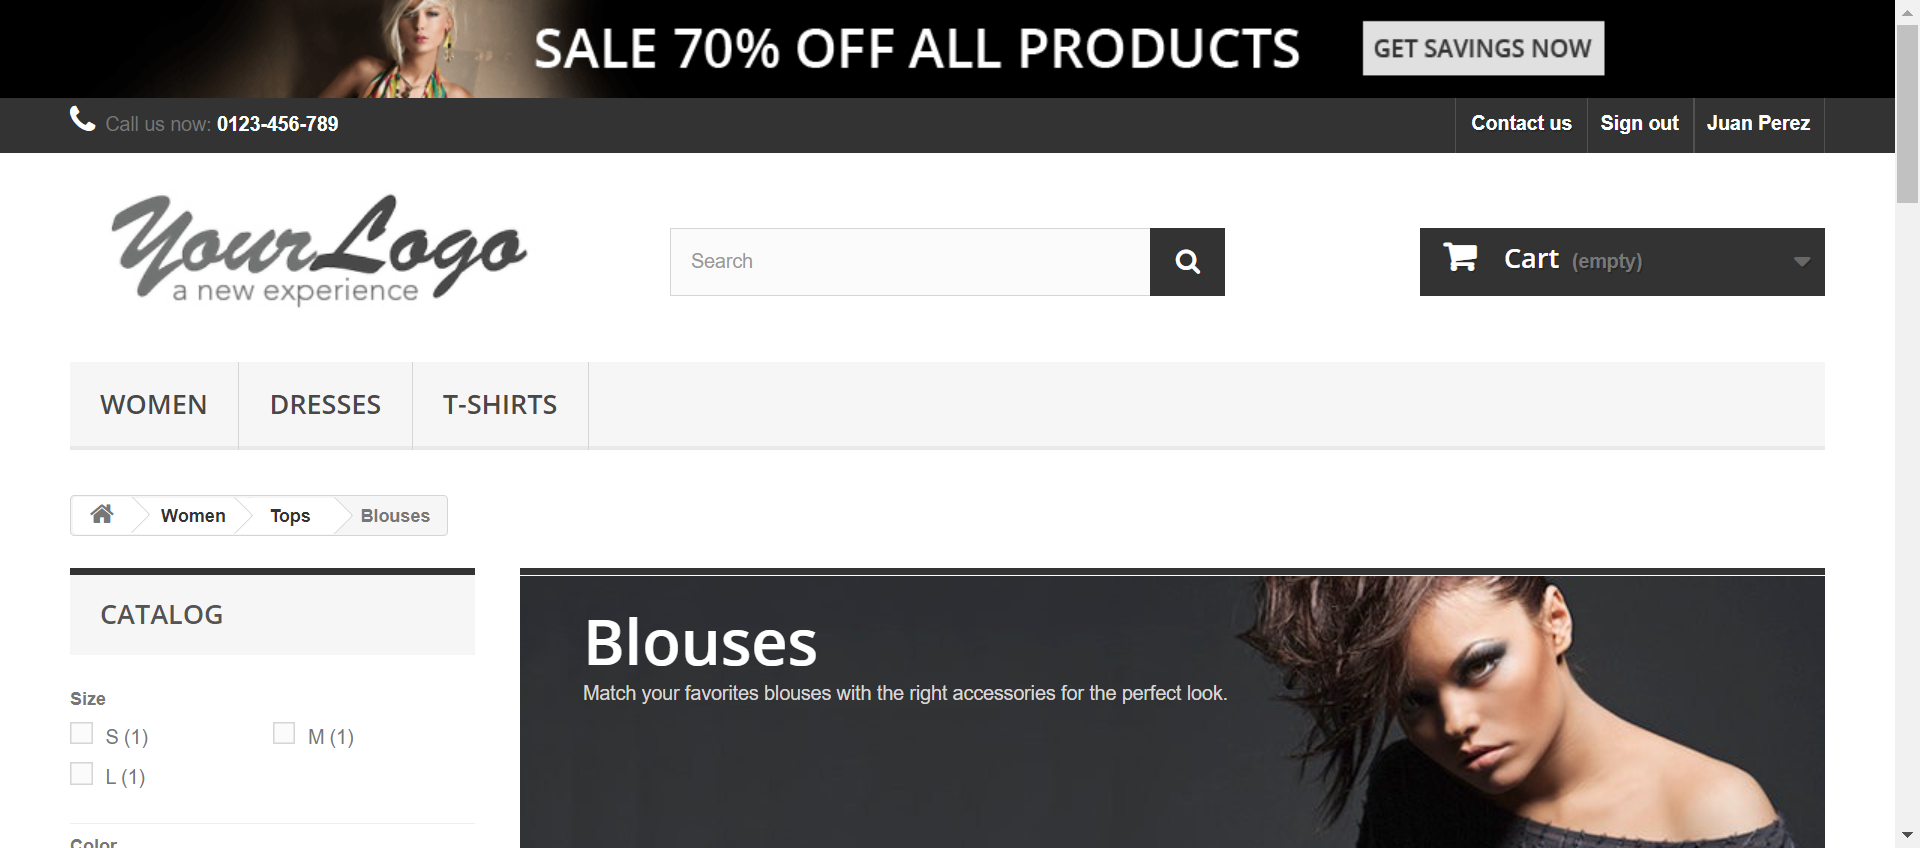 SALE 70% OFF ALL PRODUCTS
GET SAVINGS NOW
Call us now: 0123-456-789
Contact us
Sign out
Juan Perez
YourLogo
a new experience
Search
Cart (empty)
WOMEN
DRESSES
T-SHIRTS
Women
Tops
Blouses
CATALOG
Size
S (1)
M (1)
L (1)
Color
Blouses
Match your favorites blouses with the right accessories for the perfect look.